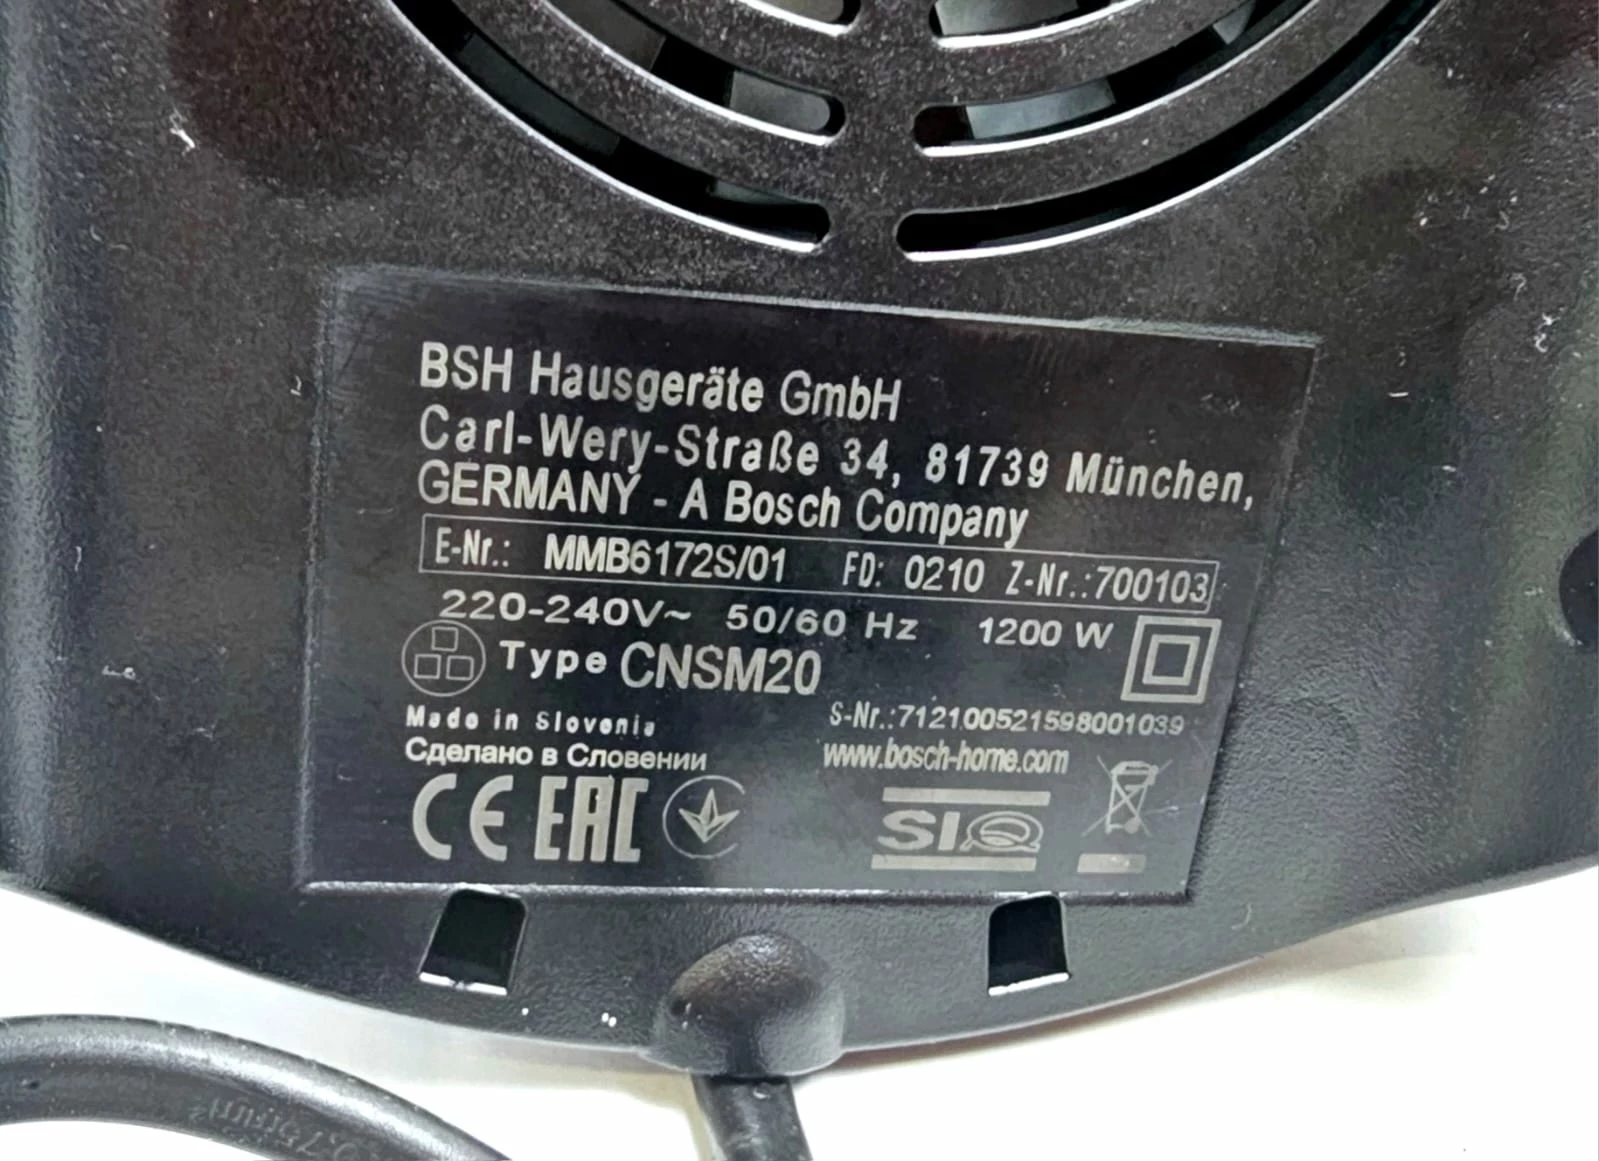 BSH Hausgeräte GmbH
Carl-Wery-Straße 34, 81739 München,
GERMANY - A Bosch Company
E-Nr.: MMB6172S/01 FD: 0210 Z-Nr.:700103
220-240V~ 50/60 Hz 1200 W
Type CNSM20
Made in Slovenia
Сделано в Словении
S-Nr.:712100521598001039
www.bosch-home.com
CE EAC
SIQ